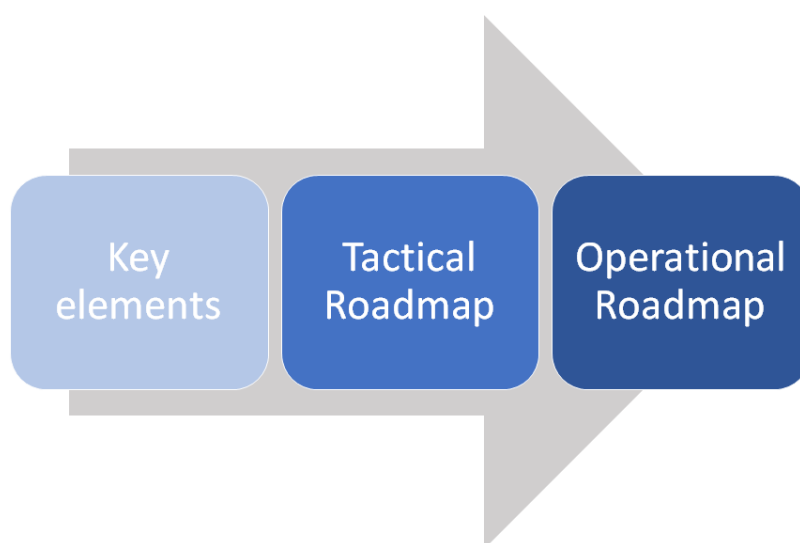 Key
elements
Tactical
Roadmap
Operational
Roadmap